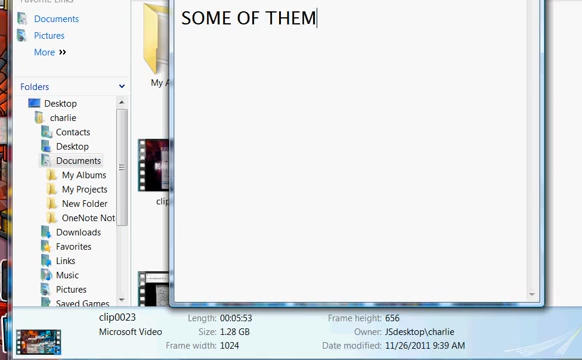 Favorite Links
Documents
Pictures
More »
Folders
Desktop
charlie
Contacts
Desktop
Documents
My Albums
My Projects
New Folder
OneNote Not
Downloads
Favorites
Links
Music
Pictures
Saved Games
My A
clip
SOME OF THEM
clip0023
Microsoft Video
Length: 00:05:53
Size: 1.28 GB
Frame width: 1024
Frame height: 656
Owner: JSdesktop\charlie
Date modified: 11/26/2011 9:39 AM